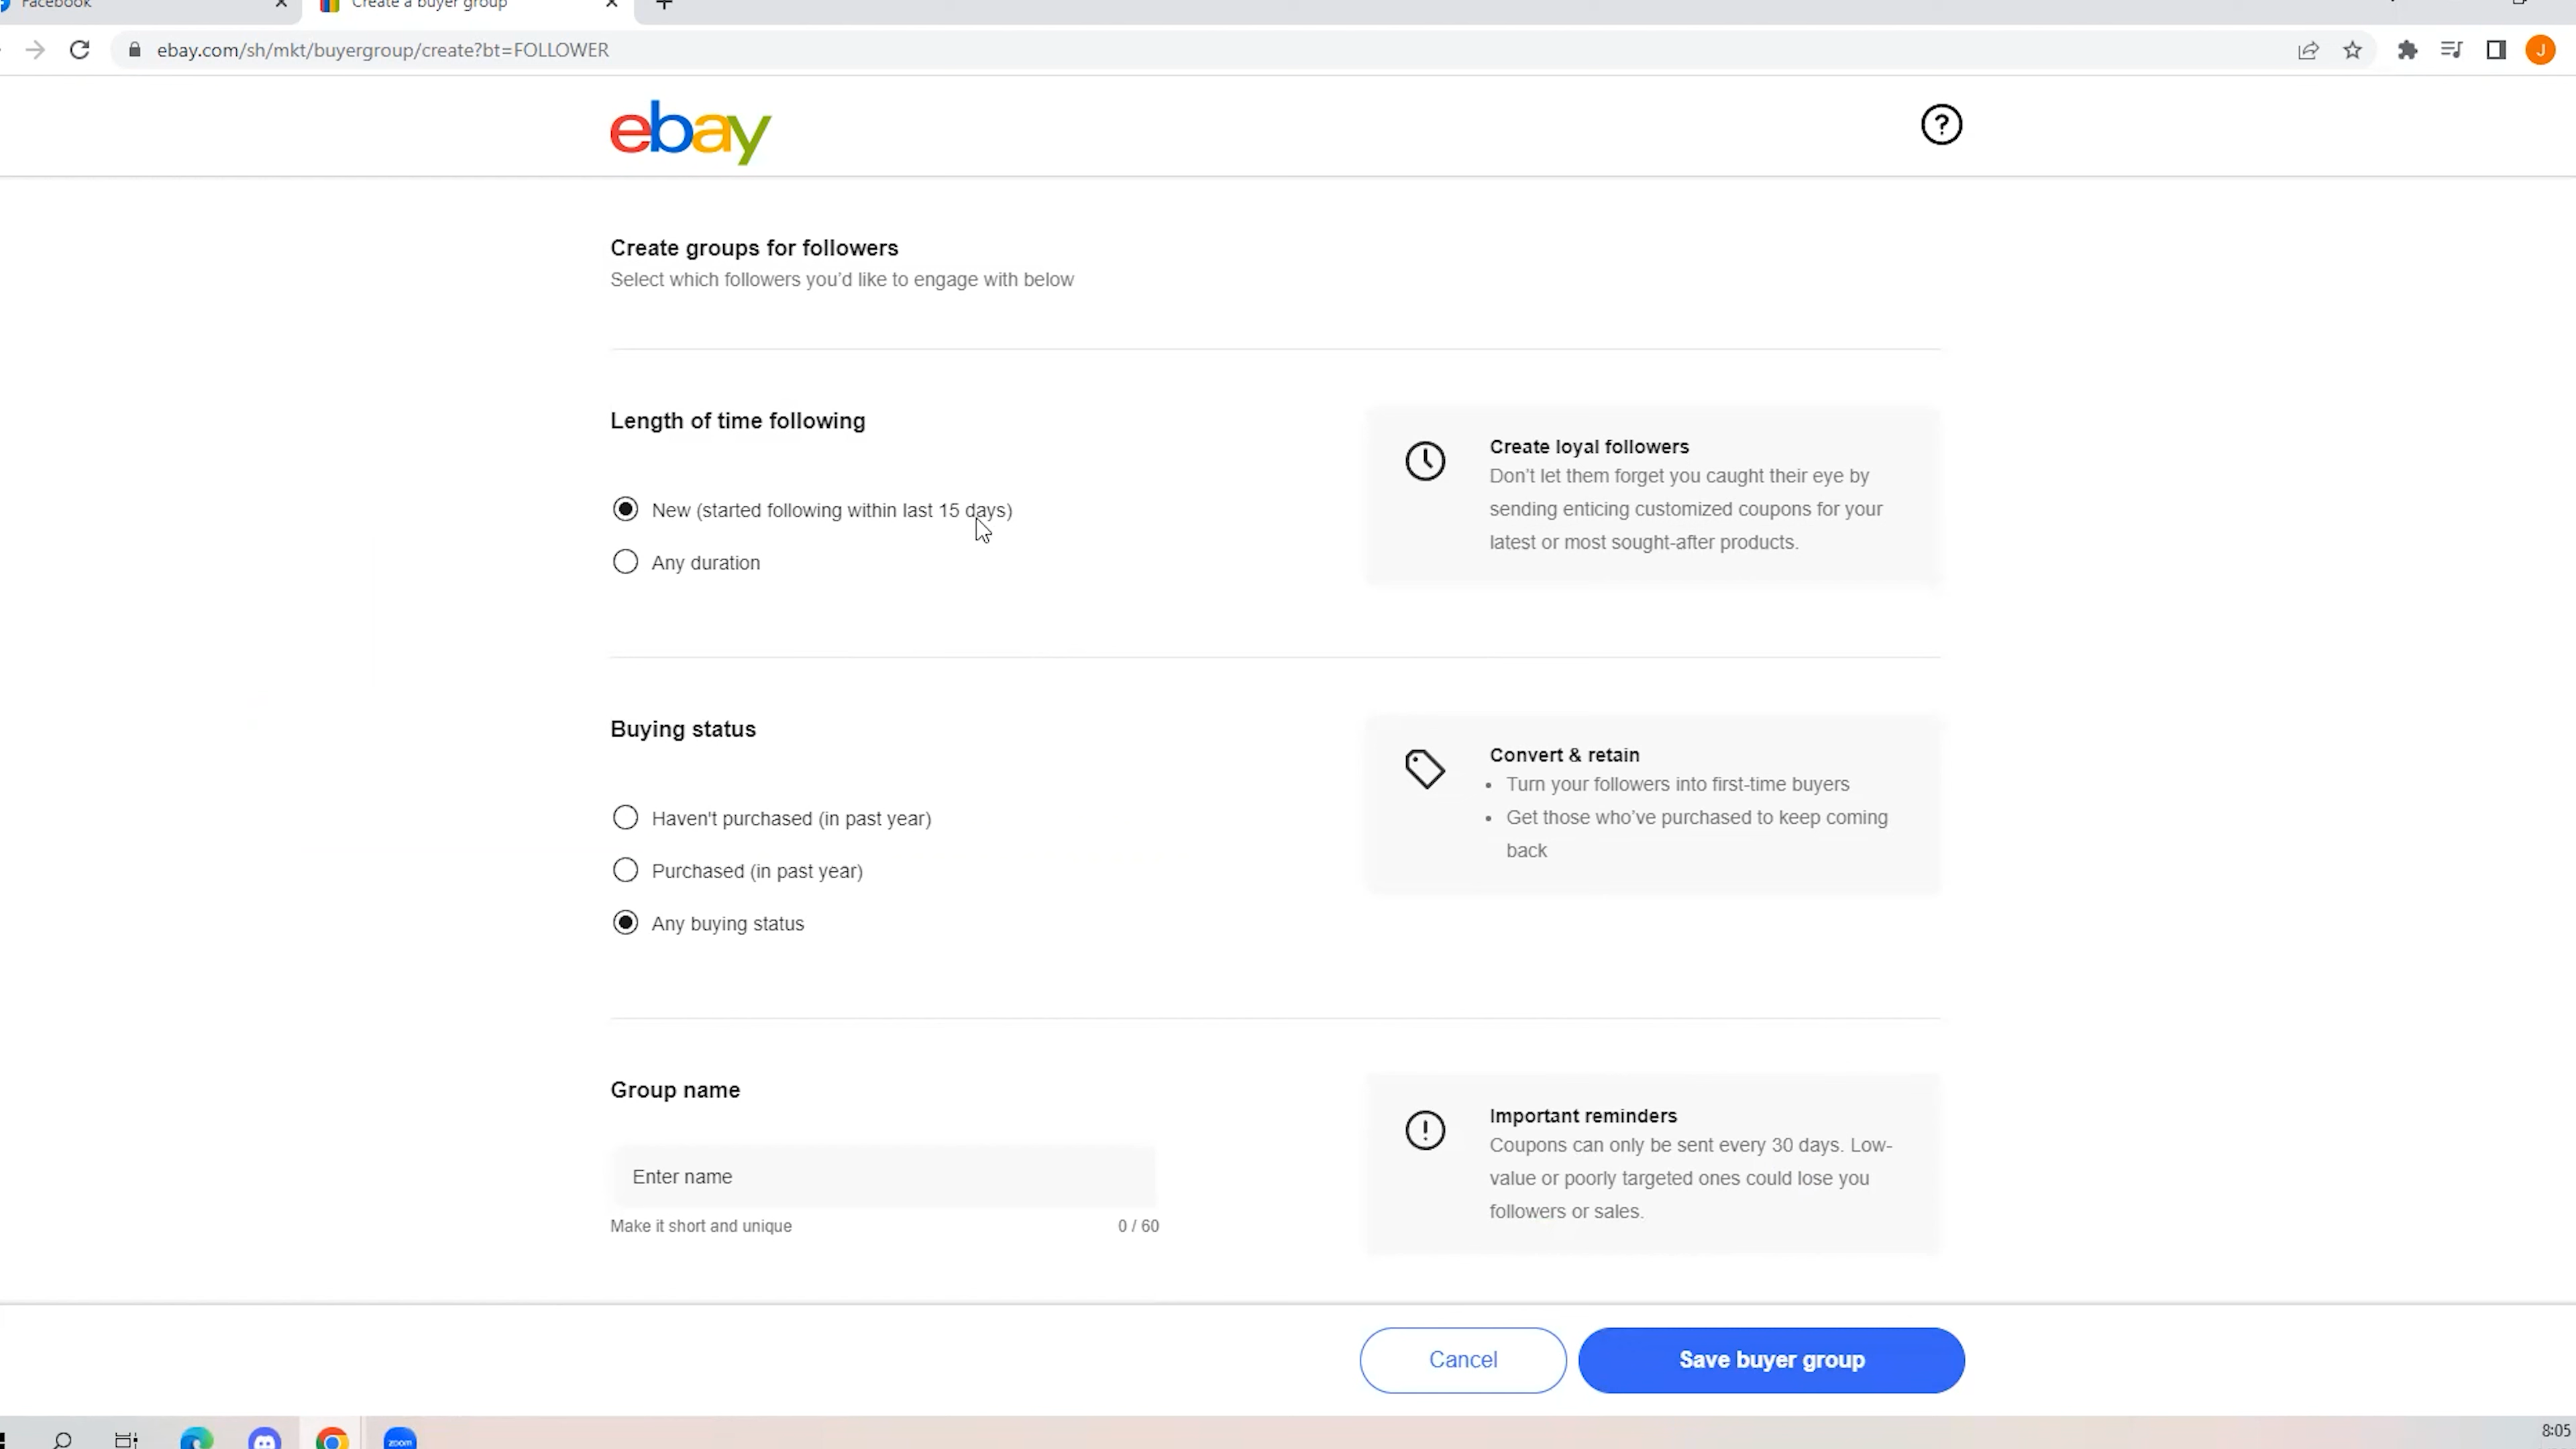 Facebook
Create a buyer group
ebay.com/sh/mkt/buyergroup/create?bt=FOLLOWER
J
ebay
?
Create groups for followers
Select which followers you'd like to engage with below
Length of time following
New (started following within last 15 days)
Any duration
Create loyal followers
Don't let them forget you caught their eye by
sending enticing customized coupons for your
latest or most sought-after products.
Buying status
Haven't purchased (in past year)
Purchased (in past year)
Any buying status
Convert & retain
• Turn your followers into first-time buyers
• Get those who've purchased to keep coming
back
Group name
Enter name
Make it short and unique
0 / 60
Important reminders
Coupons can only be sent every 30 days. Low-
value or poorly targeted ones could lose you
followers or sales.
Cancel
Save buyer group
zoom
8:05